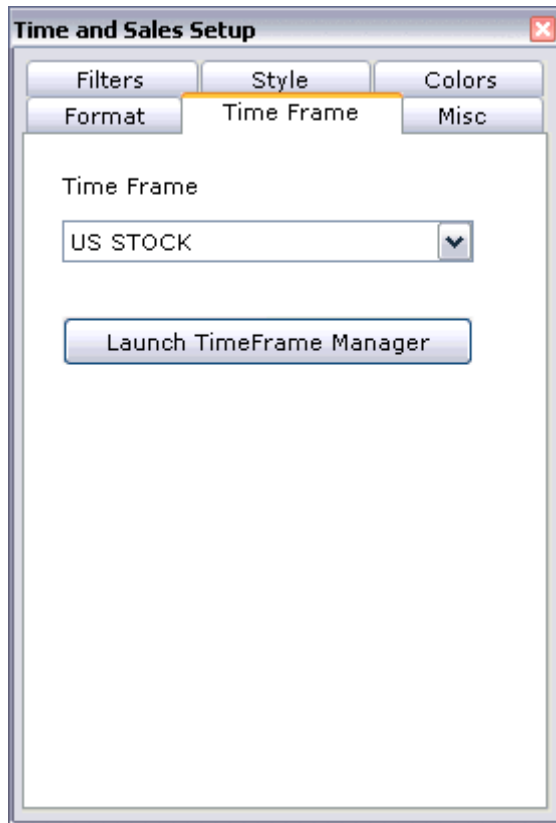 Time and Sales Setup
Filters Style Colors
Format Time Frame Misc
Time Frame
US STOCK
Launch TimeFrame Manager